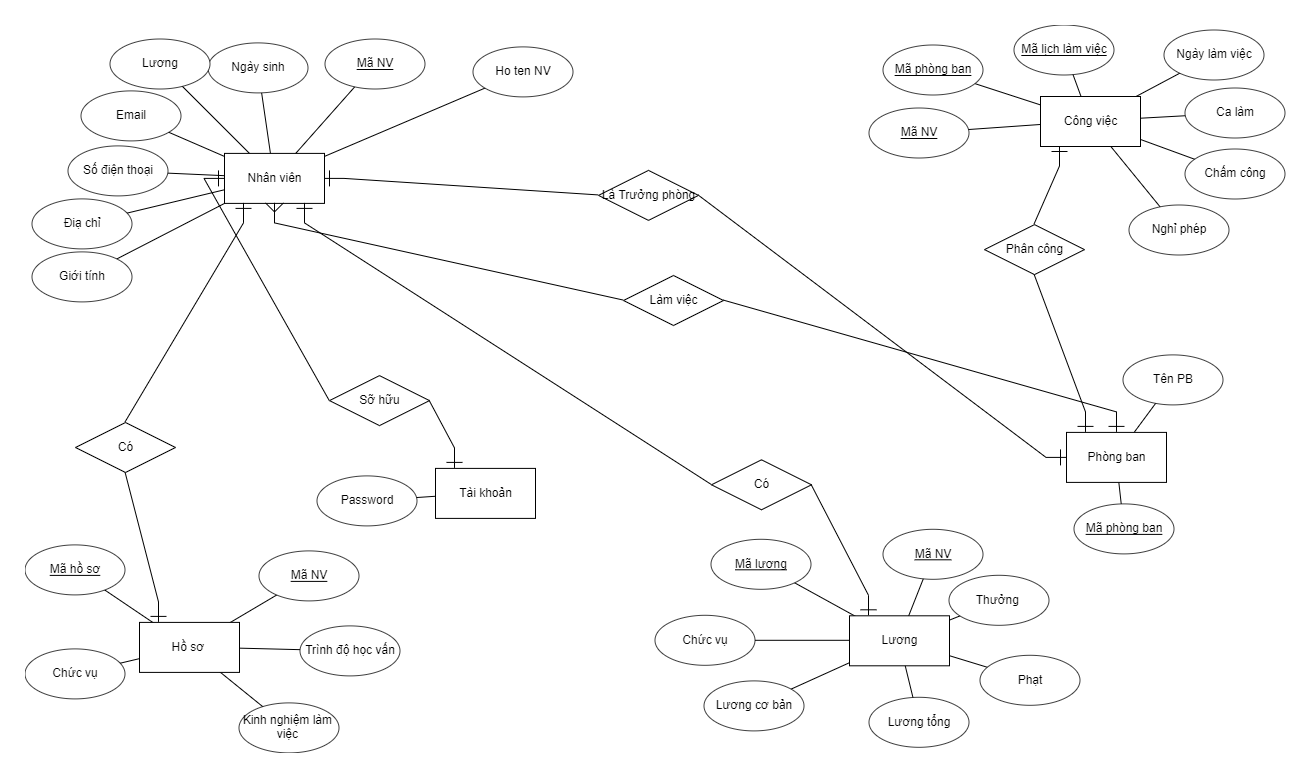 Lương
Ngày sinh
Mã NV
Ho ten NV
Email
Số điện thoại
Nhân viên
Địạ chỉ
Giới tính
Mã lịch làm việc
Mã phòng ban
Ngày làm việc
Mã NV
Công việc
Ca làm
Chấm công
Nghỉ phép
Là Trưởng phòng
Phân công
Làm việc
Tên PB
Phòng ban
Mã phòng ban
Sỡ hữu
Có
Tài khoản
Password
Có
Mã hồ sơ
Mã NV
Hồ sơ
Trình độ học vấn
Chức vụ
Kinh nghiệm làm
việc
Mã lương
Mã NV
Thưởng
Chức vụ
Lương
Phạt
Lương cơ bản
Lương tổng